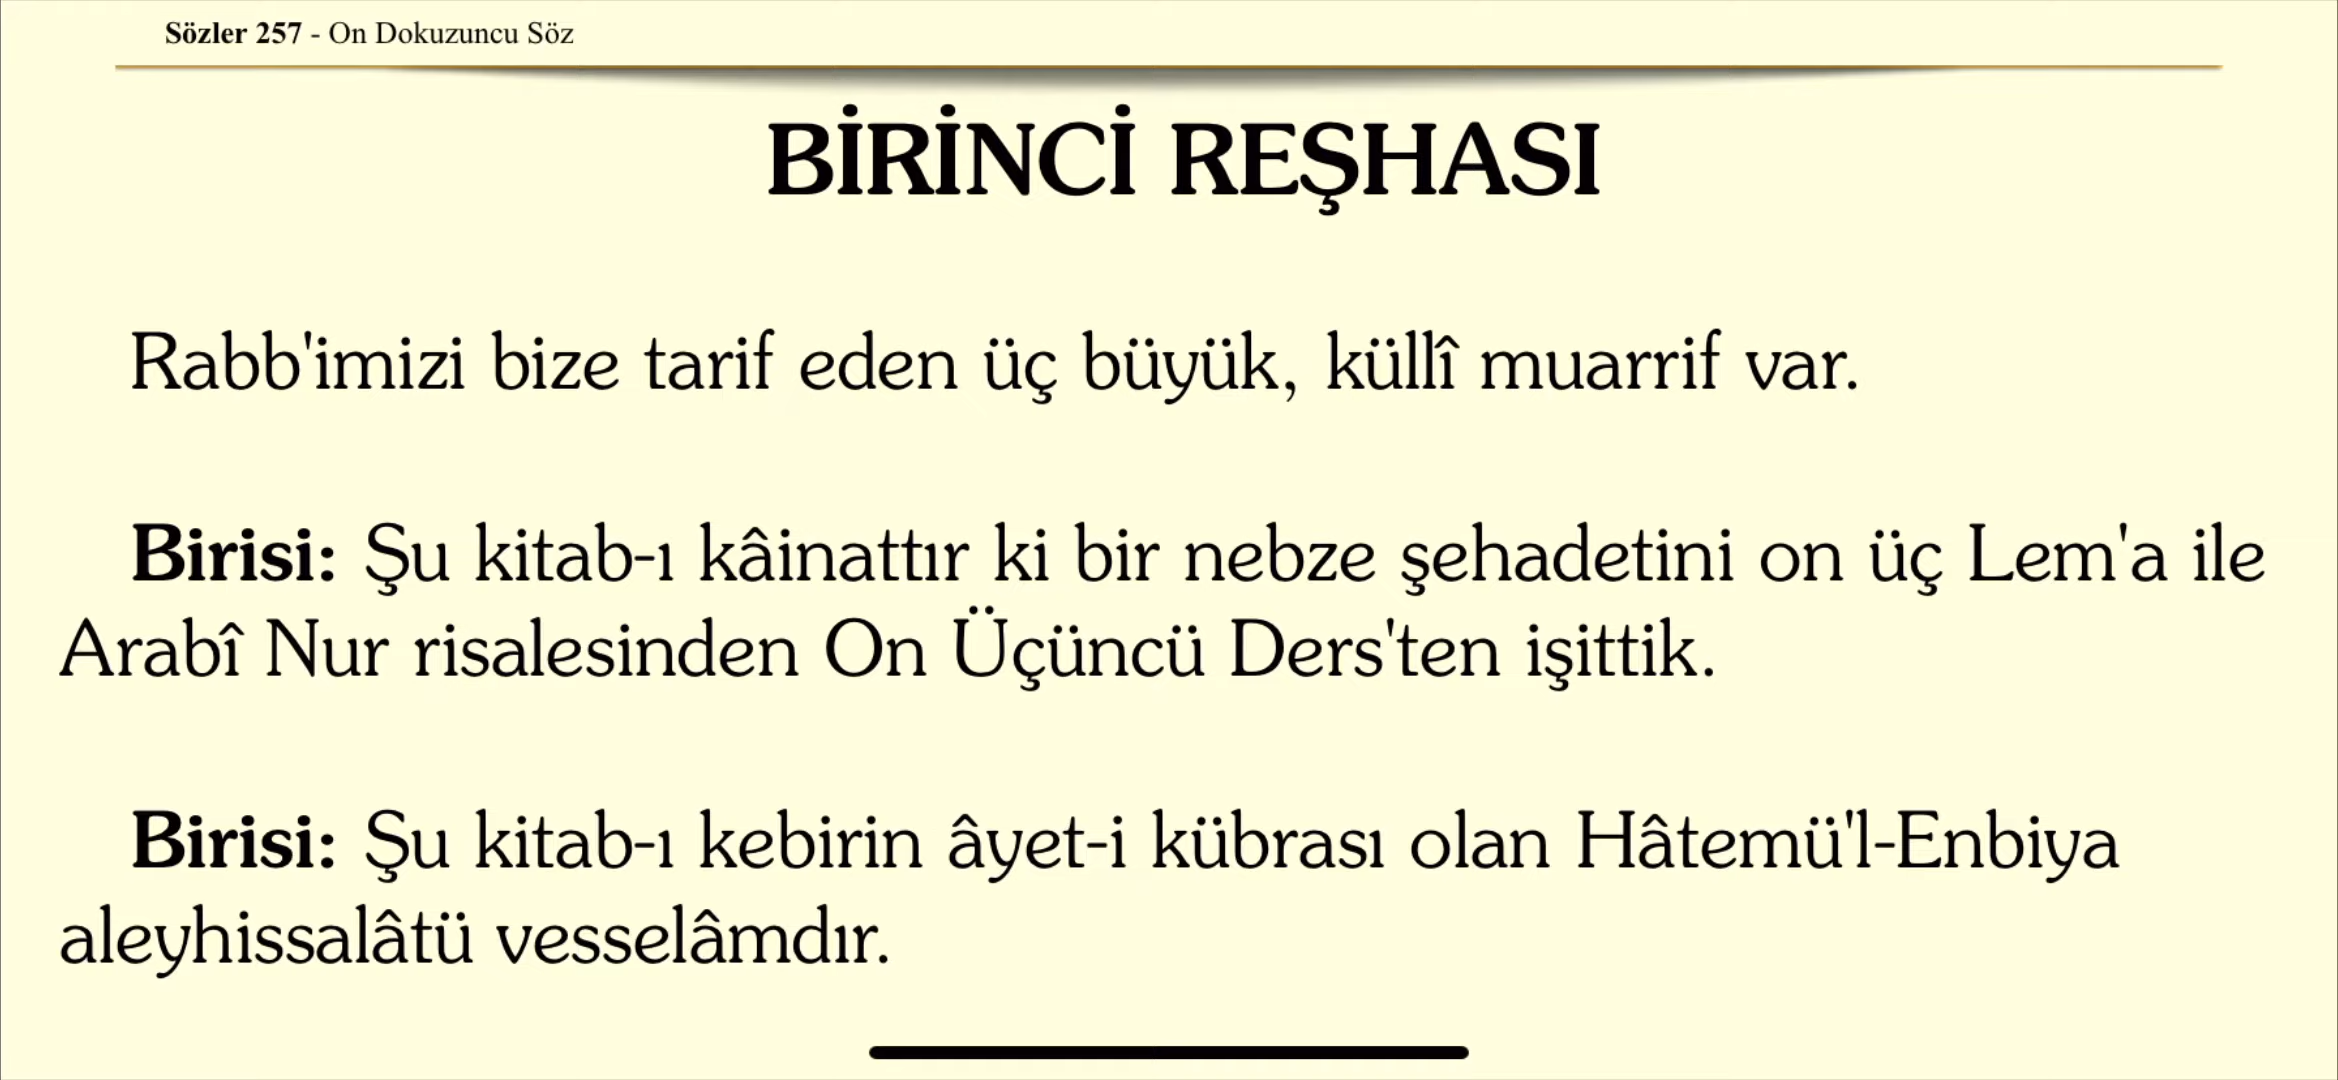 Sözler 257 - On Dokuzuncu Söz
BİRİNCİ REŞHASI
Rabb'imizi bize tarif eden üç büyük, küllî muarrif var.
Birisi: Şu kitab-ı kâinattır ki bir nebze şehadetini on üç Lem'a ile
Arabî Nur risalesinden On Üçüncü Ders'ten işittik.
Birisi: Şu kitab-ı kebirin âyet-i kübrası olan Hâtemü'l-Enbiya
aleyhissalâtü vesselâmdır.